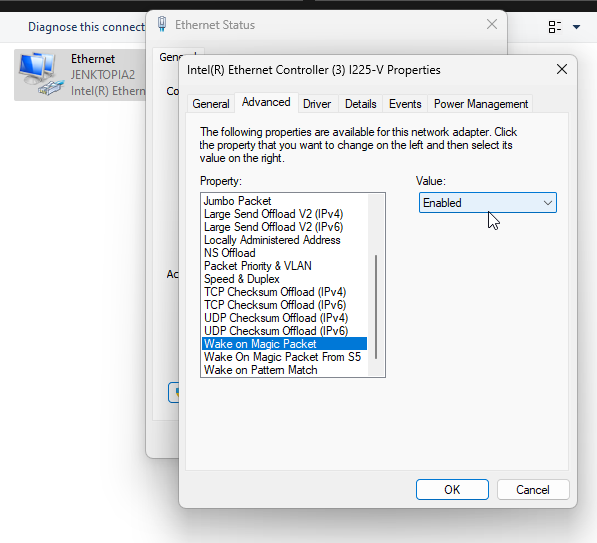 Diagnose this connect
Ethernet Status
Ethernet
JENKTOPIA2
Intel(R) Ethern
Gen
Co
Ac
Intel(R) Ethernet Controller (3) I225-V Properties
General
Advanced
Driver
Details
Events
Power Management
The following properties are available for this network adapter. Click
the property that you want to change on the left and then select its
value on the right.
Property:
Value:
Jumbo Packet
Large Send Offload V2 (IPv4)
Large Send Offload V2 (IPv6)
Locally Administered Address
NS Offload
Packet Priority & VLAN
Speed & Duplex
TCP Checksum Offload (IPv4)
TCP Checksum Offload (IPv6)
UDP Checksum Offload (IPv4)
UDP Checksum Offload (IPv6)
Wake on Magic Packet
Wake On Magic Packet From S5
Wake on Pattern Match
Enabled
OK
Cancel